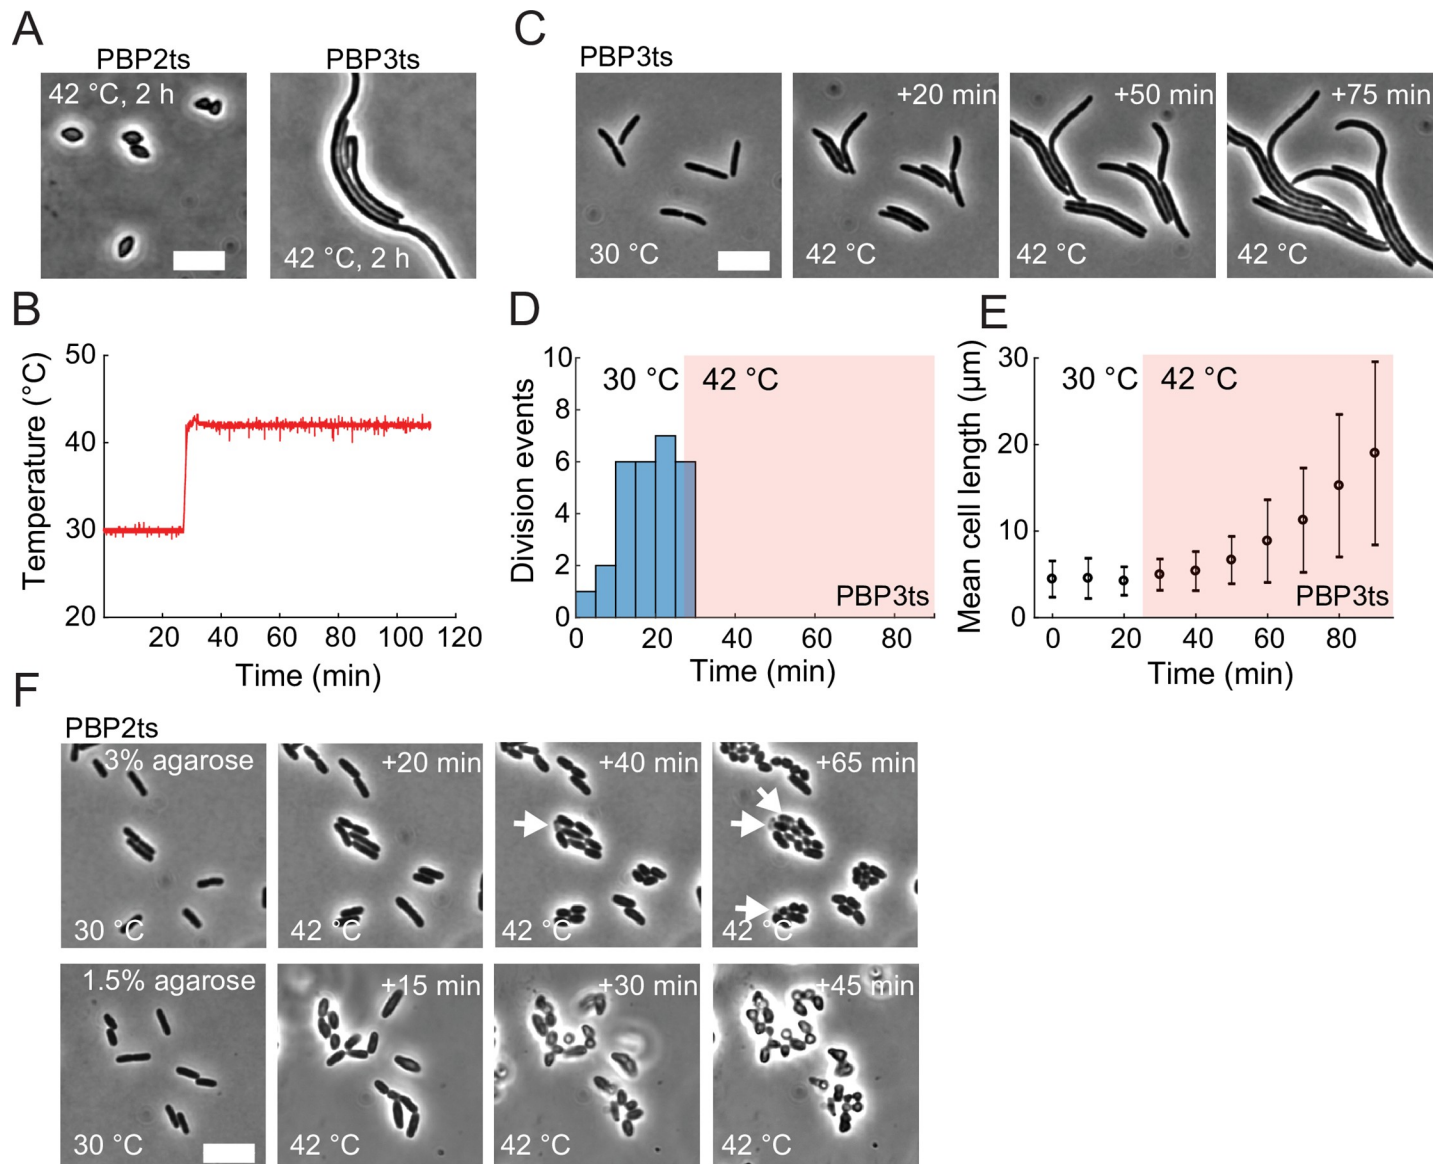 A
PBP2ts
42 °C, 2 h
PBP3ts
42 °C, 2 h
C
PBP3ts
30 °C
+20 min
42 °C
+50 min
42 °C
+75 min
42 °C
B
Temperature (°C)
50
40
30
20
20 40 60 80 100 120
Time (min)
D
Division events
10
8
6
4
2
0
30 °C 42 °C
PBP3ts
0 20 40 60 80
Time (min)
E
Mean cell length (μm)
30
20
10
0
30 °C 42 °C
PBP3ts
0 20 40 60 80
Time (min)
F
PBP2ts
3% agarose
30 °C
+20 min
42 °C
+40 min
42 °C
+65 min
42 °C
1.5% agarose
30 °C
+15 min
42 °C
+30 min
42 °C
+45 min
42 °C